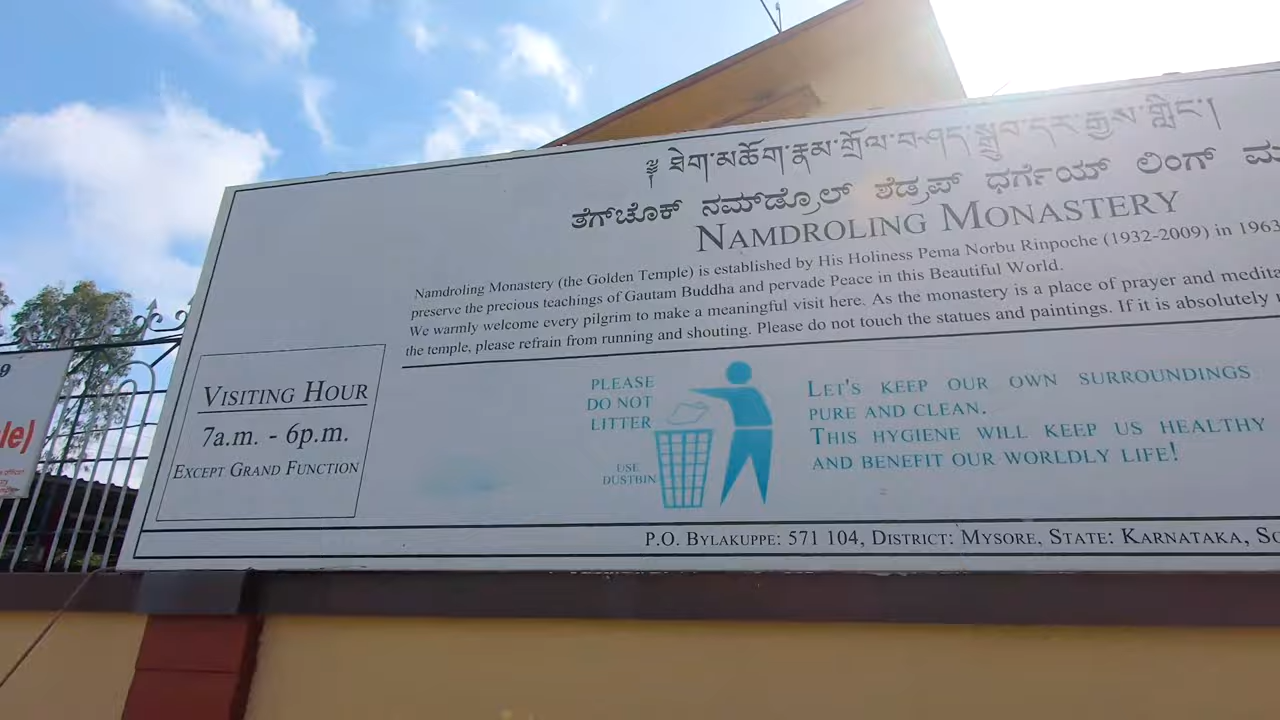 ༄༅ ཐེག་མཆོག་རྣམ་གྲོལ་བཤད་སྒྲུབ་དར་རྒྱས་གླིང་།
ತೆಗ್‌ಚೊಕ್ ನಮ್‌ಡ್ರೊಲ್ ಶೆಡ್ರಪ್ ಧರ್ಗೆಯ್ ಲಿಂಗ್
NAMDROLING MONASTERY
Namdroling Monastery (the Golden Temple) is established by His Holiness Pema Norbu Rinpoche (1932-2009) in 1963
preserve the precious teachings of Gautam Buddha and pervade Peace in this Beautiful World.
We warmly welcome every pilgrim to make a meaningful visit here. As the monastery is a place of prayer and medita
the temple, please refrain from running and shouting. Please do not touch the statues and paintings. If it is absolutely
VISITING HOUR
7a.m. - 6p.m.
EXCEPT GRAND FUNCTION
PLEASE
DO NOT
LITTER
USE
DUSTBIN
LET'S KEEP OUR OWN SURROUNDINGS
PURE AND CLEAN.
THIS HYGIENE WILL KEEP US HEALTHY
AND BENEFIT OUR WORLDLY LIFE!
P.O. BYLAKUPPE: 571 104, DISTRICT: MYSORE, STATE: KARNATAKA, SO
9
le)